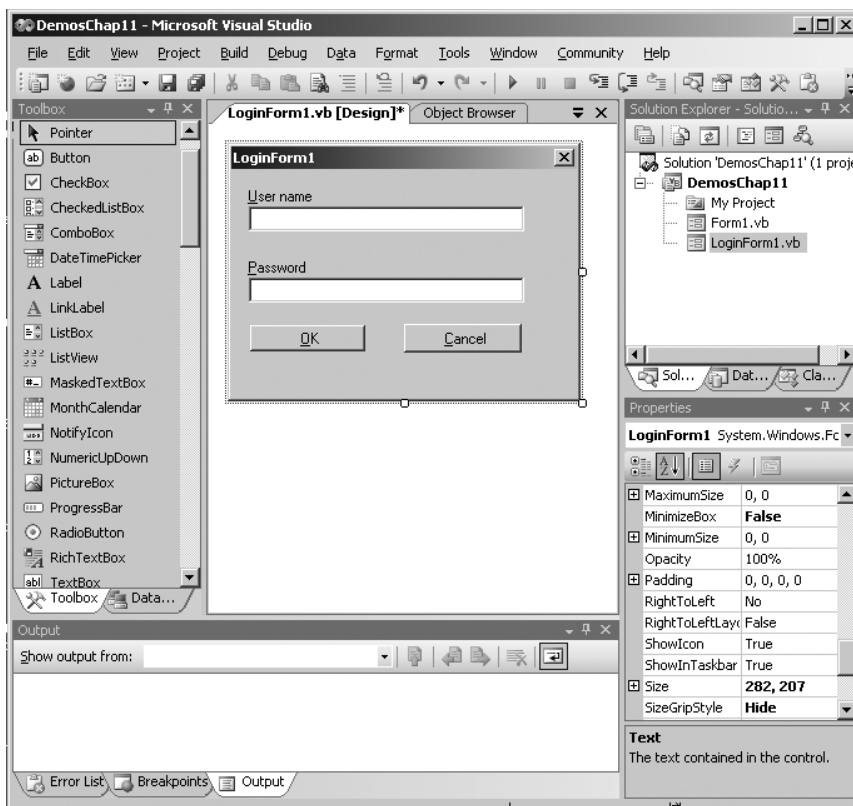 DemosChap11 - Microsoft Visual Studio
File Edit View Project Build Debug Data Format Tools Window Community Help
Toolbox
Pointer
ab Button
CheckBox
CheckedListBox
ComboBox
DateTimePicker
A Label
A LinkLabel
ListBox
ListView
MaskedTextBox
MonthCalendar
NotifyIcon
NumericUpDown
PictureBox
ProgressBar
RadioButton
RichTextBox
abl TextBox
Toolbox Data...
LoginForm1.vb [Design]* Object Browser
LoginForm1
User name
Password
OK Cancel
Solution Explorer - Solutio...
Solution 'DemosChap11' (1 proje
DemosChap11
My Project
Form1.vb
LoginForm1.vb
Sol... Dat... Cla...
Properties
LoginForm1 System.Windows.Fc
MaximumSize 0, 0
MinimizeBox False
MinimumSize 0, 0
Opacity 100%
Padding 0, 0, 0, 0
RightToLeft No
RightToLeftLayo False
ShowIcon True
ShowInTaskbar True
Size 282, 207
SizeGripStyle Hide
Text
The text contained in the control.
Output
Show output from:
Error List Breakpoints Output